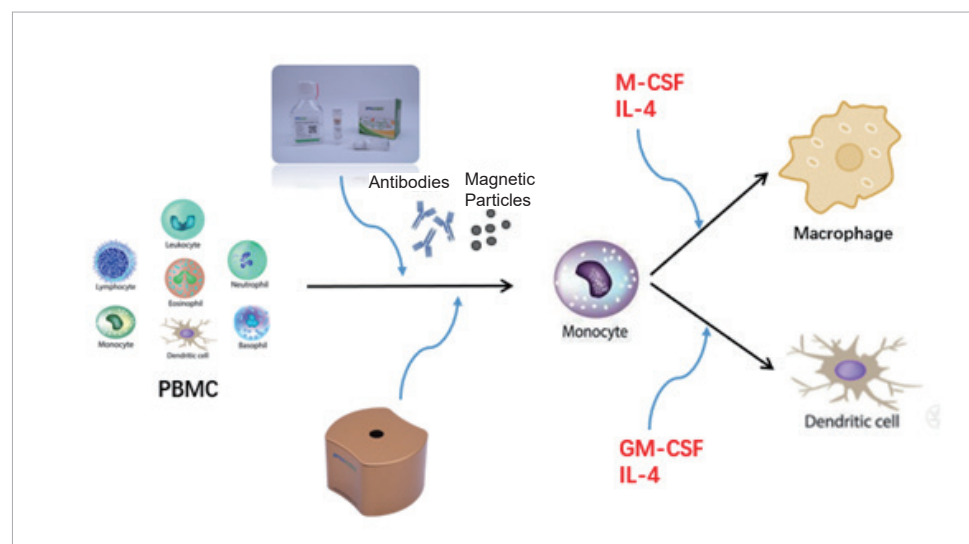 M-CSF
IL-4
Antibodies
Magnetic
Particles
Leukocyte
Lymphocyte
Neutrophil
Eosinophil
Macrophage
Monocyte
Monocyte
Dendritic cell
Basophil
PBMC
Dendritic cell
GM-CSF
IL-4